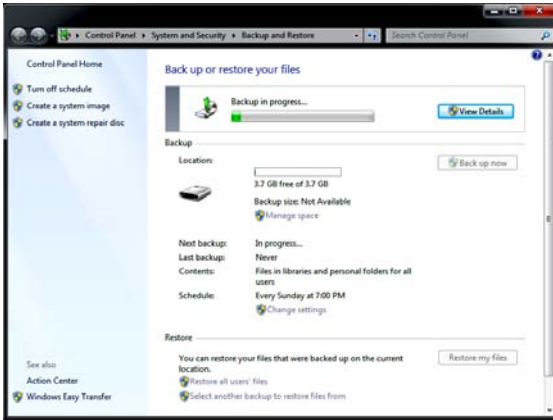 Control Panel ▸ System and Security ▸ Backup and Restore
Search Control Panel
Control Panel Home
Turn off schedule
Create a system image
Create a system repair disc
See also
Action Center
Windows Easy Transfer
Back up or restore your files
Backup in progress...
View Details
Backup
Location:
Back up now
3.7 GB free of 3.7 GB
Backup size: Not Available
Manage space
Next backup: In progress...
Last backup: Never
Contents: Files in libraries and personal folders for all
users
Schedule: Every Sunday at 7:00 PM
Change settings
Restore
You can restore your files that were backed up on the current
location.
Restore my files
Restore all users' files
Select another backup to restore files from